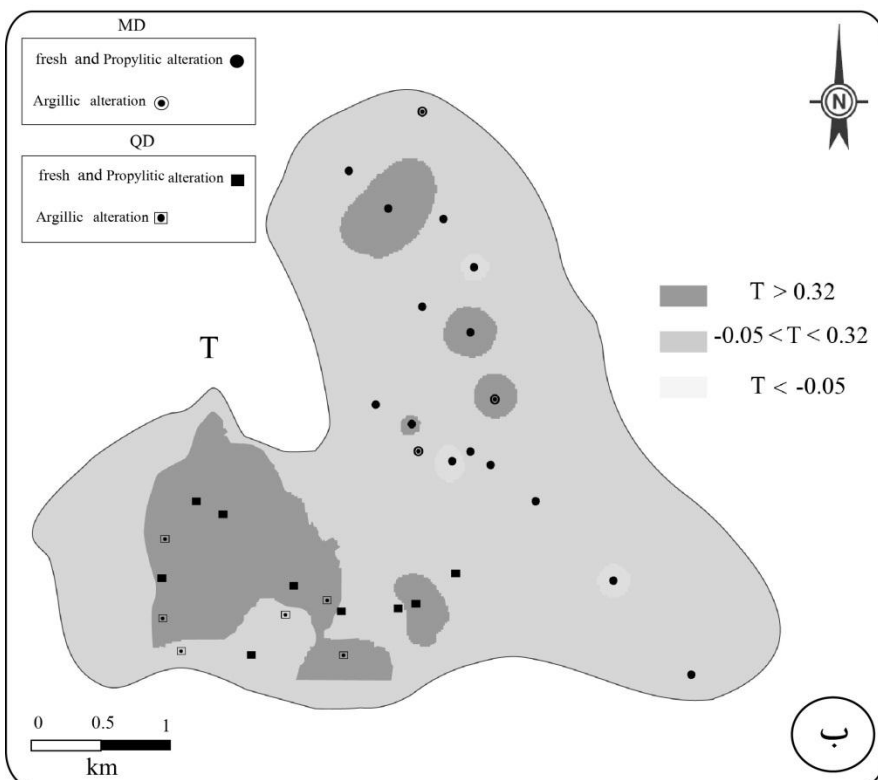 MD
fresh and Propylitic alteration
Argillic alteration
QD
fresh and Propylitic alteration
Argillic alteration
N
T > 0.32
-0.05 < T < 0.32
T < -0.05
T
0 0.5 1
km
ب